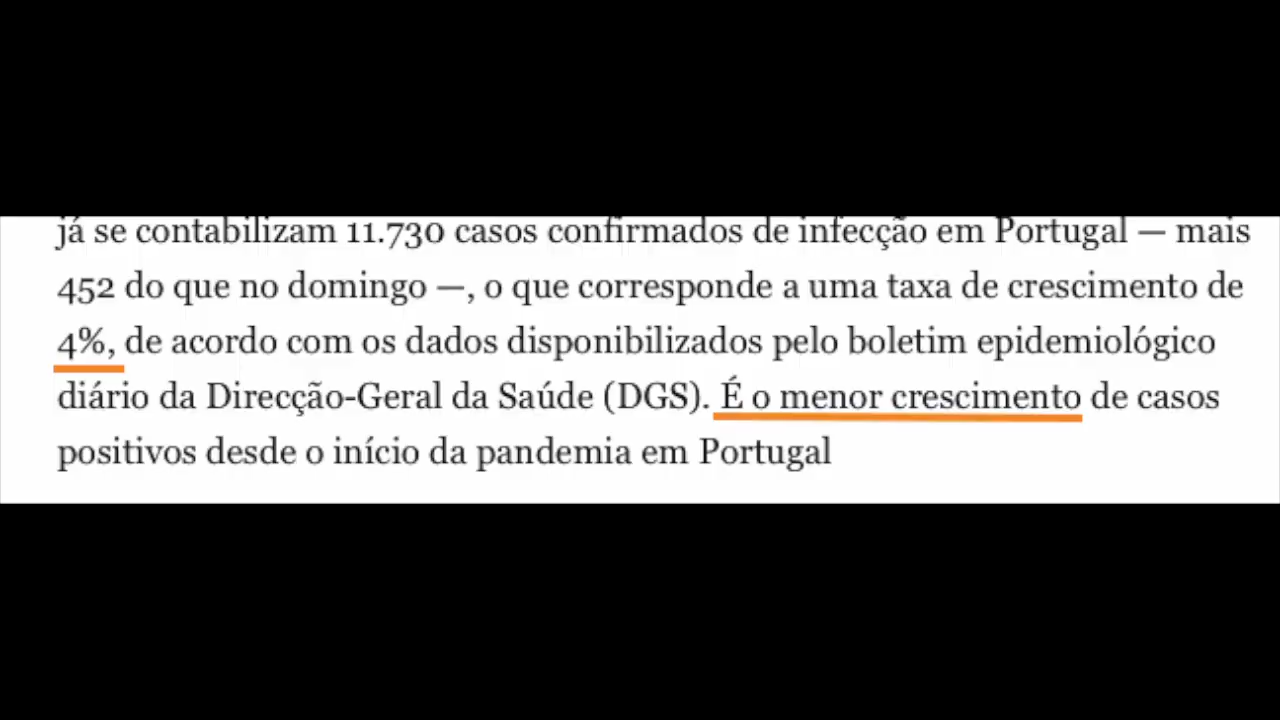 já se contabilizam 11.730 casos confirmados de infecção em Portugal — mais
452 do que no domingo —, o que corresponde a uma taxa de crescimento de
4%, de acordo com os dados disponibilizados pelo boletim epidemiológico
diário da Direcção-Geral da Saúde (DGS). É o menor crescimento de casos
positivos desde o início da pandemia em Portugal